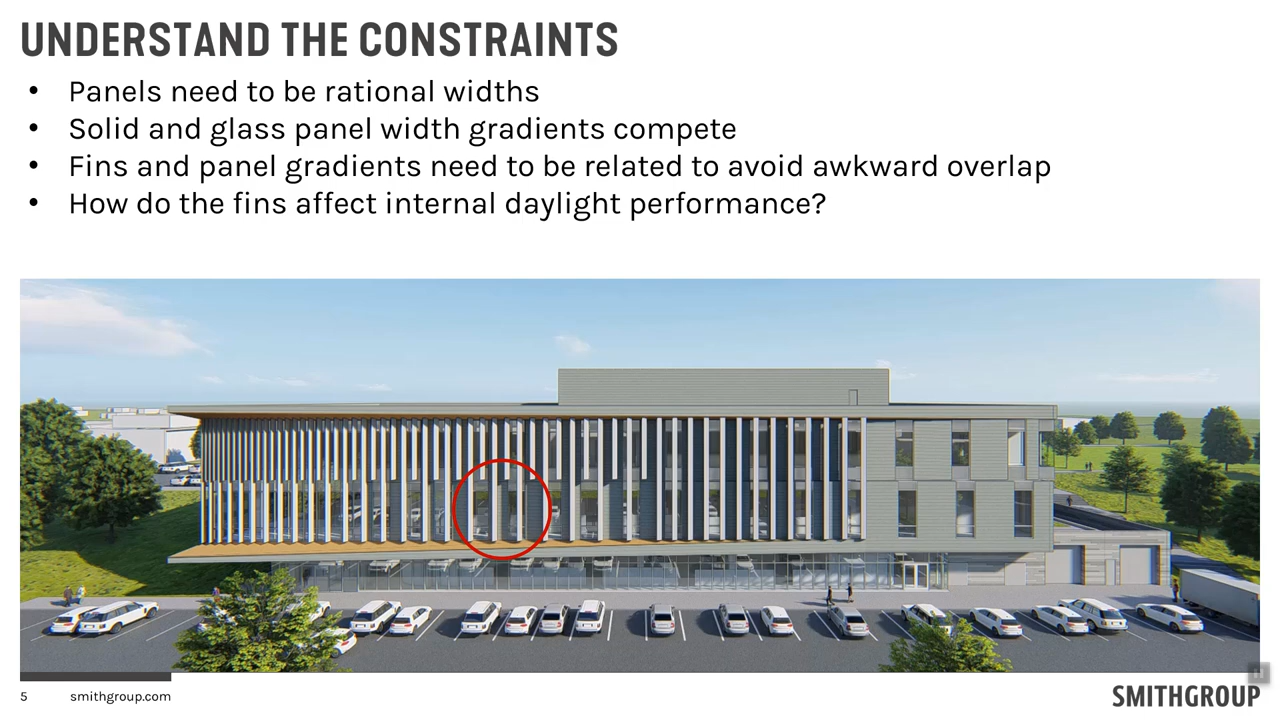 UNDERSTAND THE CONSTRAINTS
• Panels need to be rational widths
• Solid and glass panel width gradients compete
• Fins and panel gradients need to be related to avoid awkward overlap
• How do the fins affect internal daylight performance?
5 smithgroup.com
SMITHGROUP